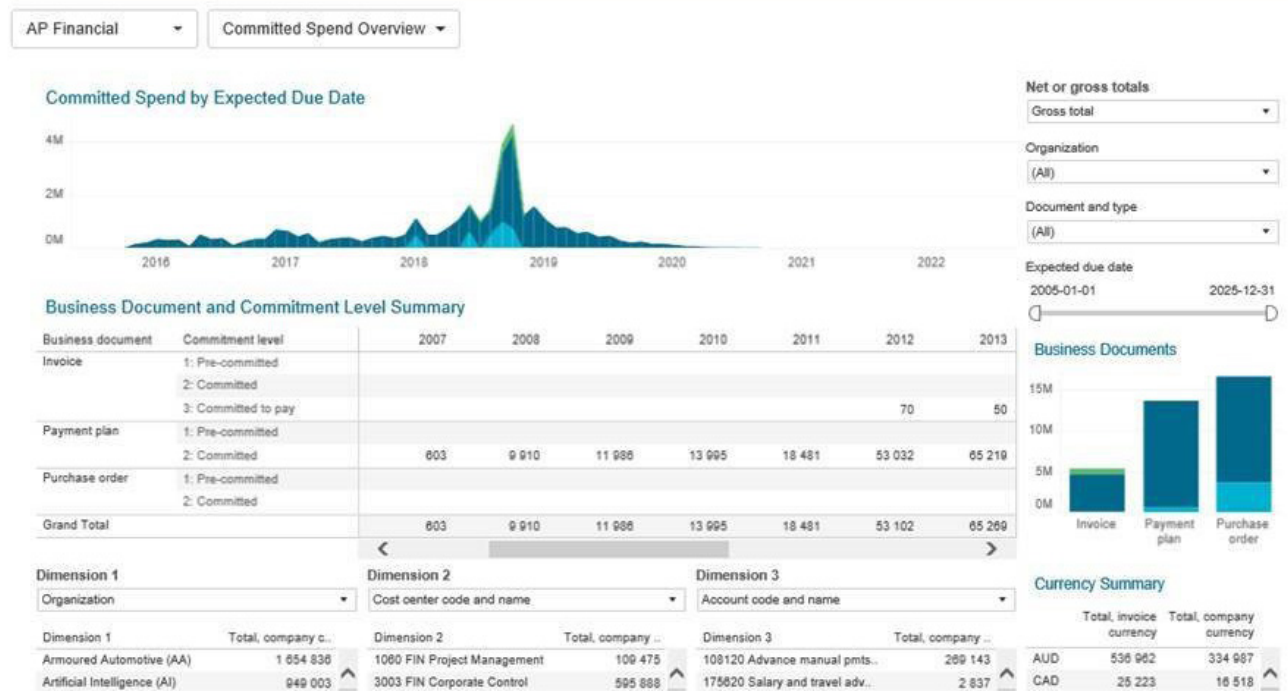 AP Financial Committed Spend Overview
Committed Spend by Expected Due Date
4M
2M
0M
2016 2017 2018 2019 2020 2021 2022
Net or gross totals
Gross total
Organization
(All)
Document and type
(All)
Expected due date
2005-01-01 2025-12-31
Business Document and Commitment Level Summary
Business document Commitment level 2007 2008 2009 2010 2011 2012 2013
Invoice 1: Pre-committed
2: Committed
3: Committed to pay 70 50
Payment plan 1: Pre-committed
2: Committed 603 9 910 11 986 13 995 18 481 53 032 65 219
Purchase order 1: Pre-committed
2: Committed
Grand Total 603 9 910 11 986 13 995 18 481 53 102 65 269
Business Documents
15M
10M
5M
0M
Invoice Payment plan Purchase order
Dimension 1 Dimension 2 Dimension 3
Organization Cost center code and name Account code and name
Dimension 1 Total, company c.. Dimension 2 Total, company .. Dimension 3 Total, company ..
Armoured Automotive (AA) 1 654 836 1060 FIN Project Management 109 475 108120 Advance manual pmts.. 269 143
Artificial Intelligence (AI) 949 003 3003 FIN Corporate Control 595 888 175620 Salary and travel adv.. 2 837
Currency Summary
Total, invoice currency Total, company currency
AUD 536 962 334 987
CAD 25 223 16 518